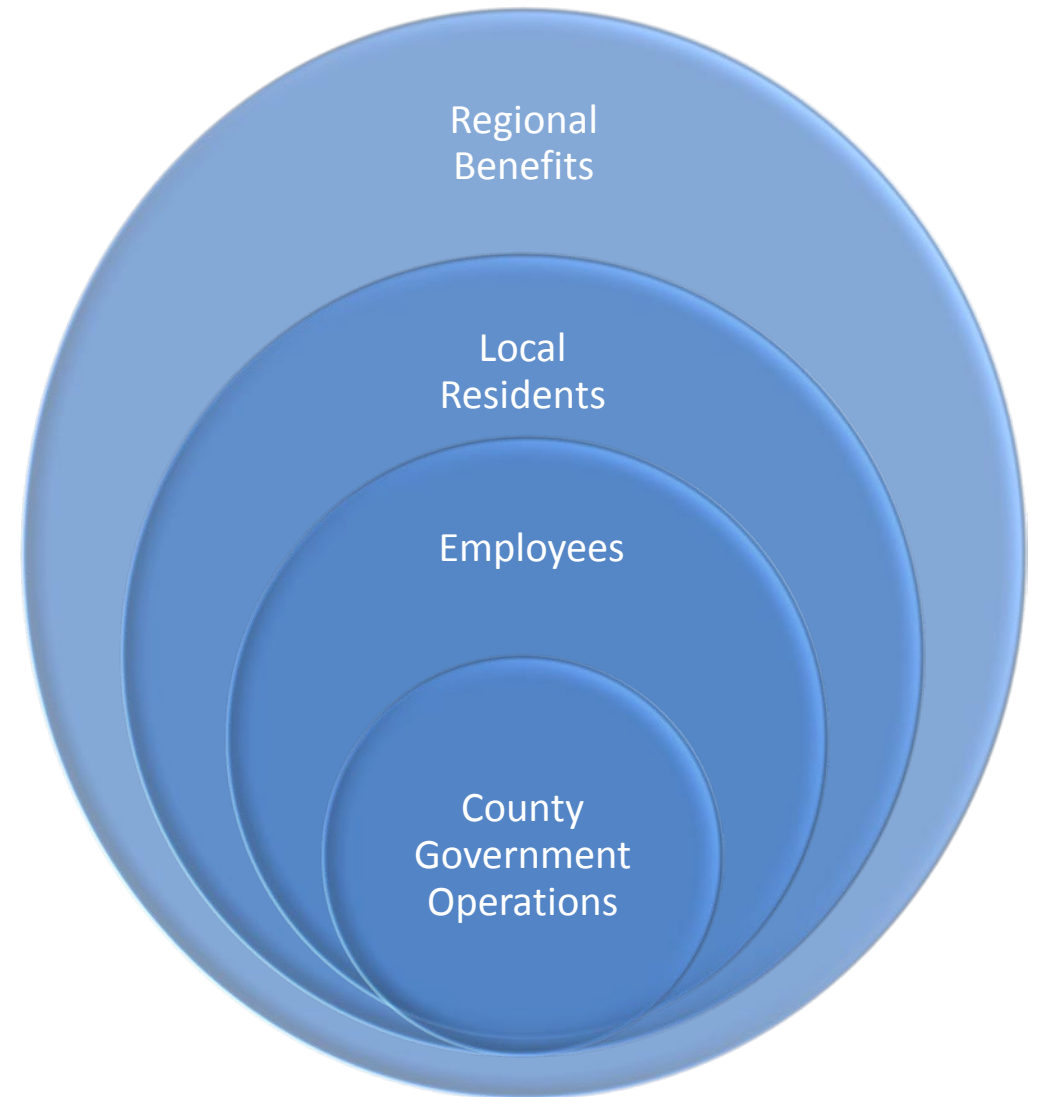 Regional
Benefits
Local
Residents
Employees
County
Government
Operations